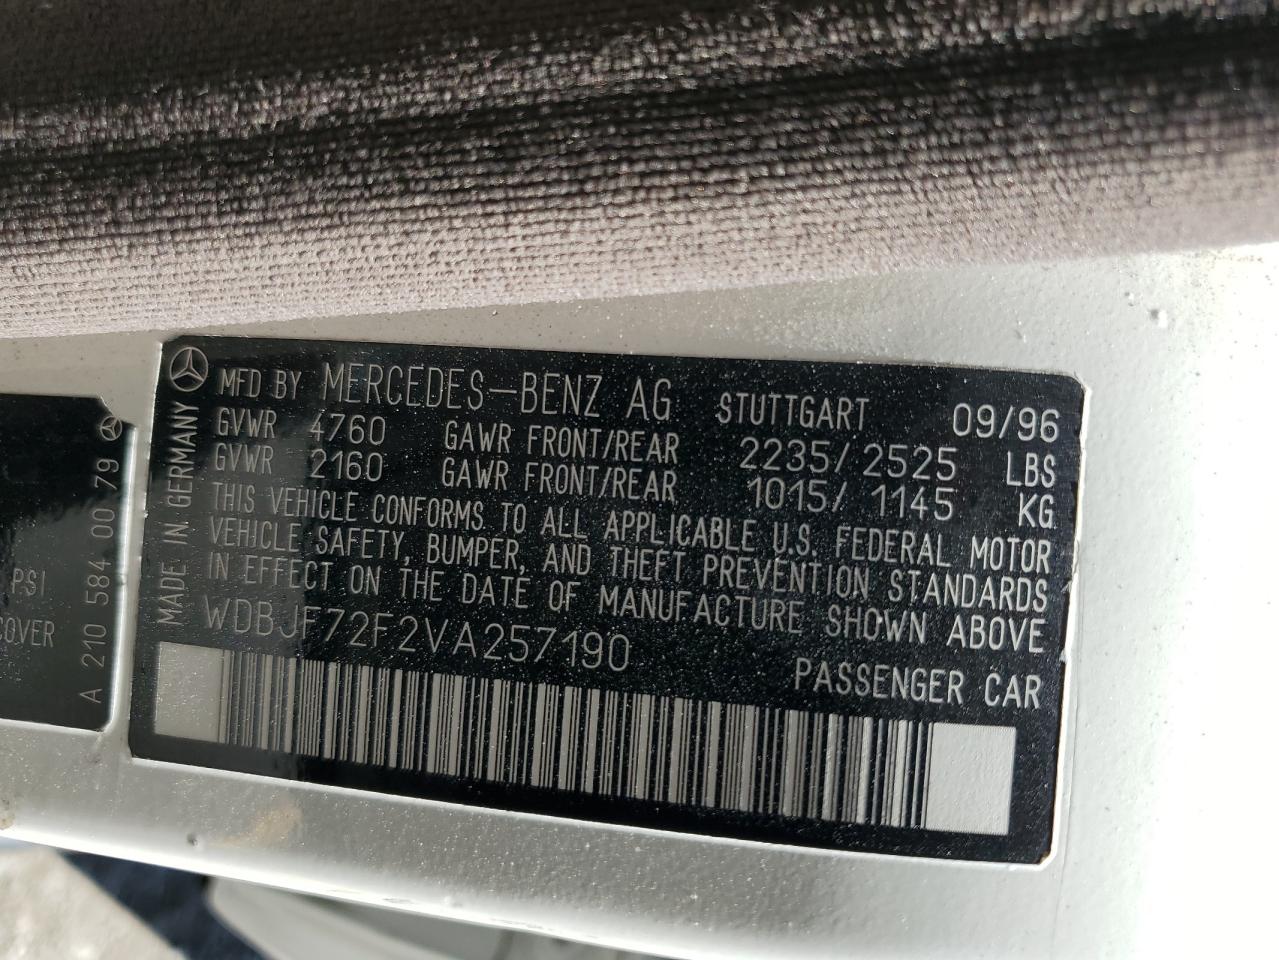 MFD BY MERCEDES-BENZ AG STUTTGART 09/96
GVWR 4760 GAWR FRONT/REAR 2235/2525 LBS
GVWR 2160 GAWR FRONT/REAR 1015/1145 KG
THIS VEHICLE CONFORMS TO ALL APPLICABLE U.S. FEDERAL MOTOR
VEHICLE SAFETY, BUMPER, AND THEFT PREVENTION STANDARDS
IN EFFECT ON THE DATE OF MANUFACTURE SHOWN ABOVE
WDBJF72F2VA257190 PASSENGER CAR
MADE IN GERMANY
A 210 584 00 79
PSI
COVER